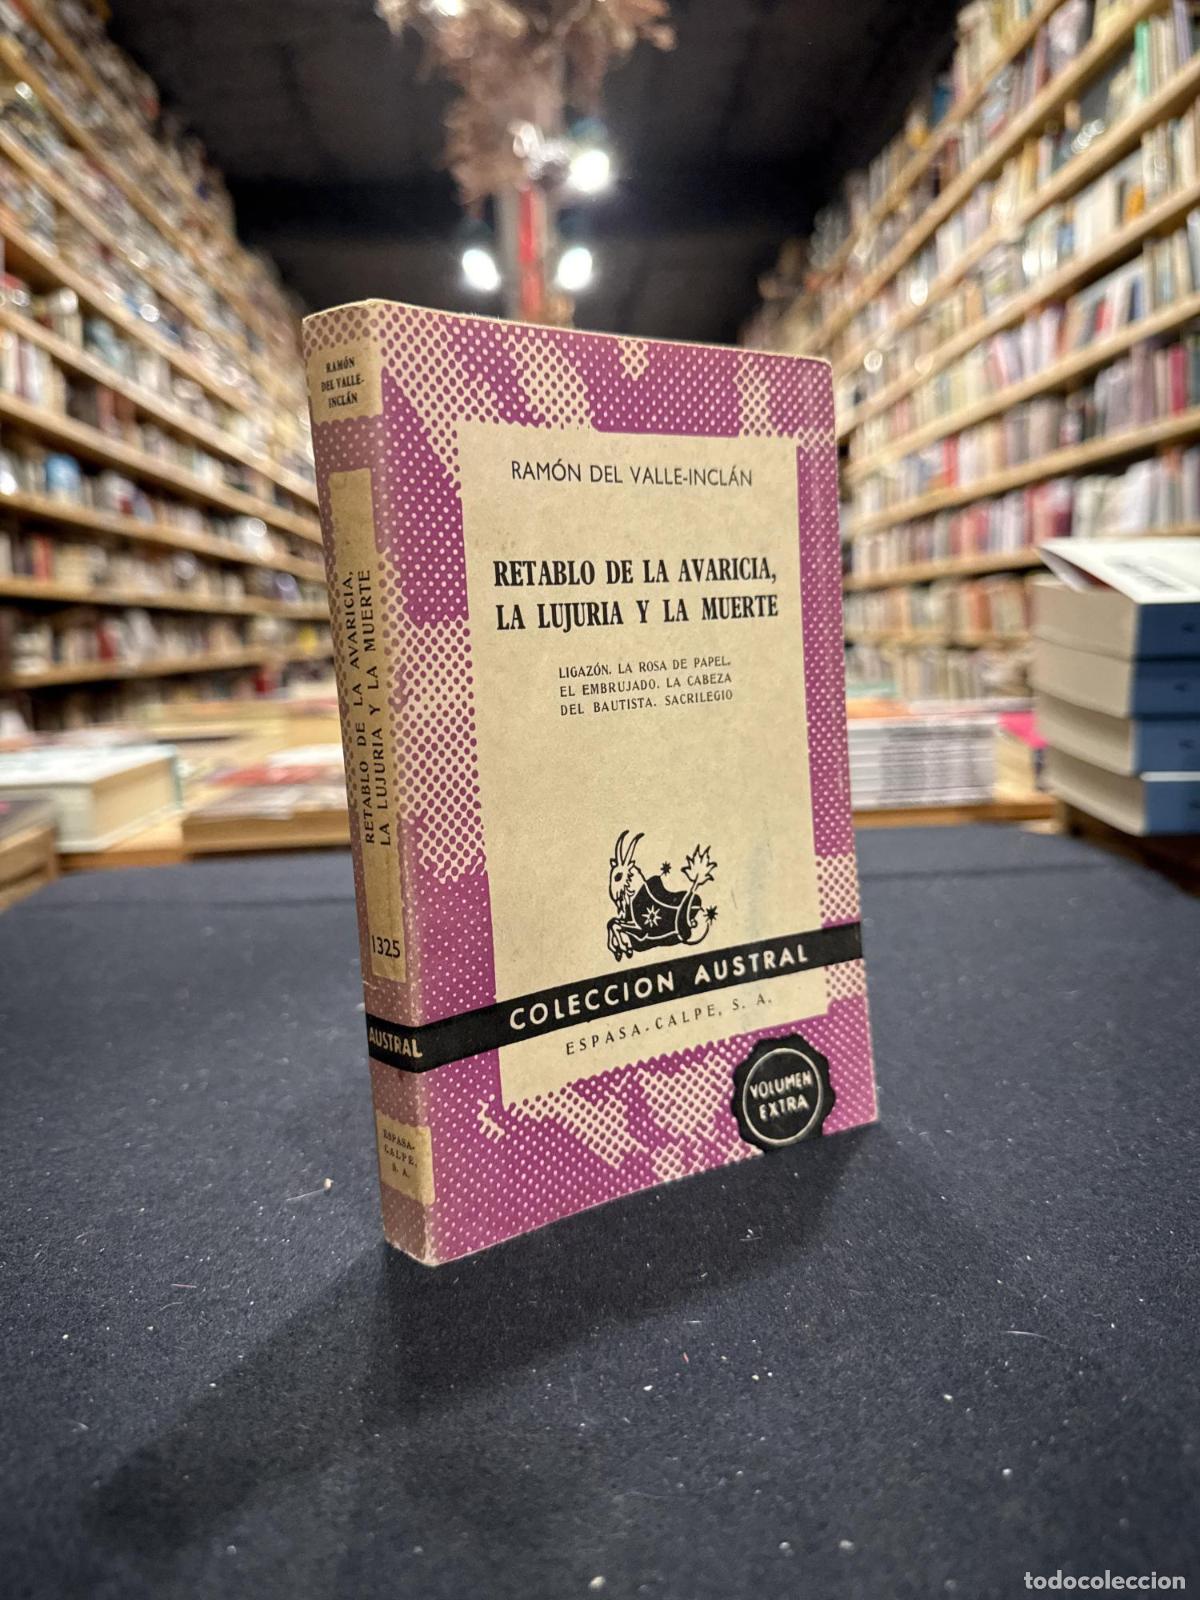 RAMÓN
DEL VALLE-
INCLÁN
RETABLO DE LA AVARICIA,
LA LUJURIA Y LA MUERTE
1325
AUSTRAL
ESPASA-
CALPE,
S. A.
RAMÓN DEL VALLE-INCLÁN
RETABLO DE LA AVARICIA,
LA LUJURIA Y LA MUERTE
LIGAZÓN. LA ROSA DE PAPEL.
EL EMBRUJADO. LA CABEZA
DEL BAUTISTA. SACRILEGIO
COLECCION AUSTRAL
ESPASA-CALPE, S. A.
VOLUMEN
EXTRA
todocoleccion